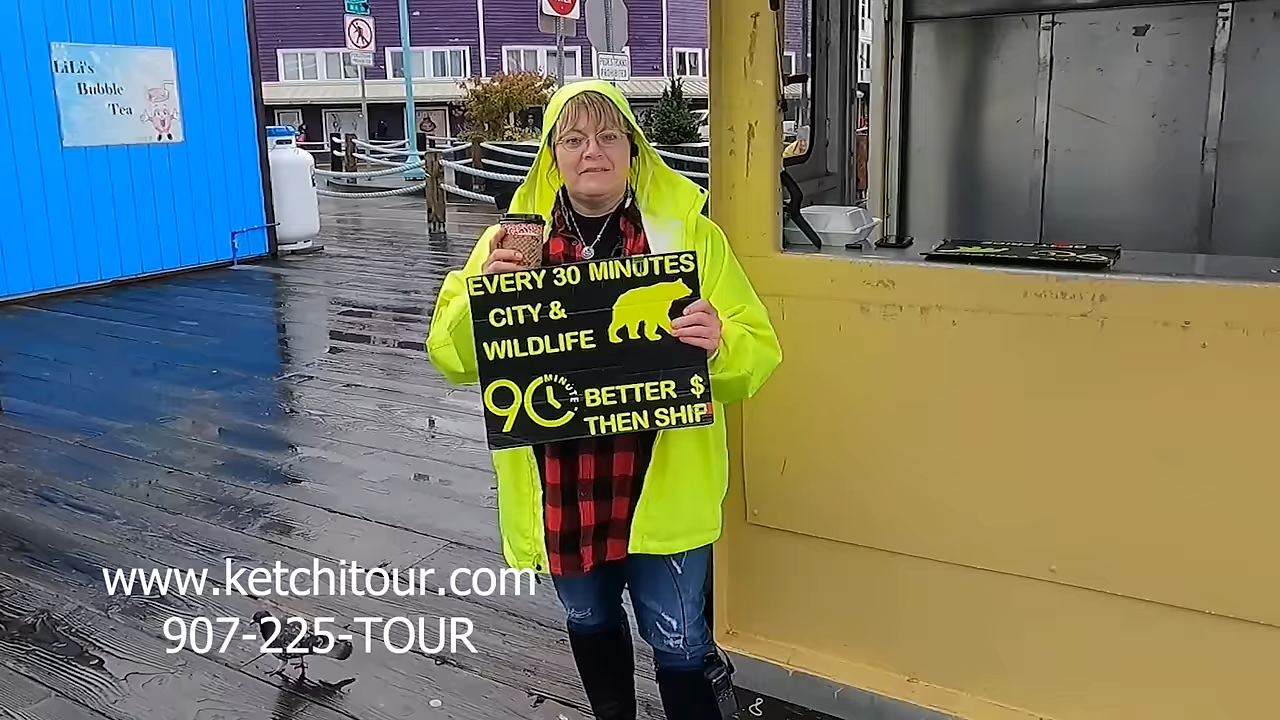 LiLi's
Bubble
Tea
EVERY 30 MINUTES
CITY &
WILDLIFE
90 MINUTE BETTER $
THEN SHIP
www.ketchitour.com
907-225-TOUR